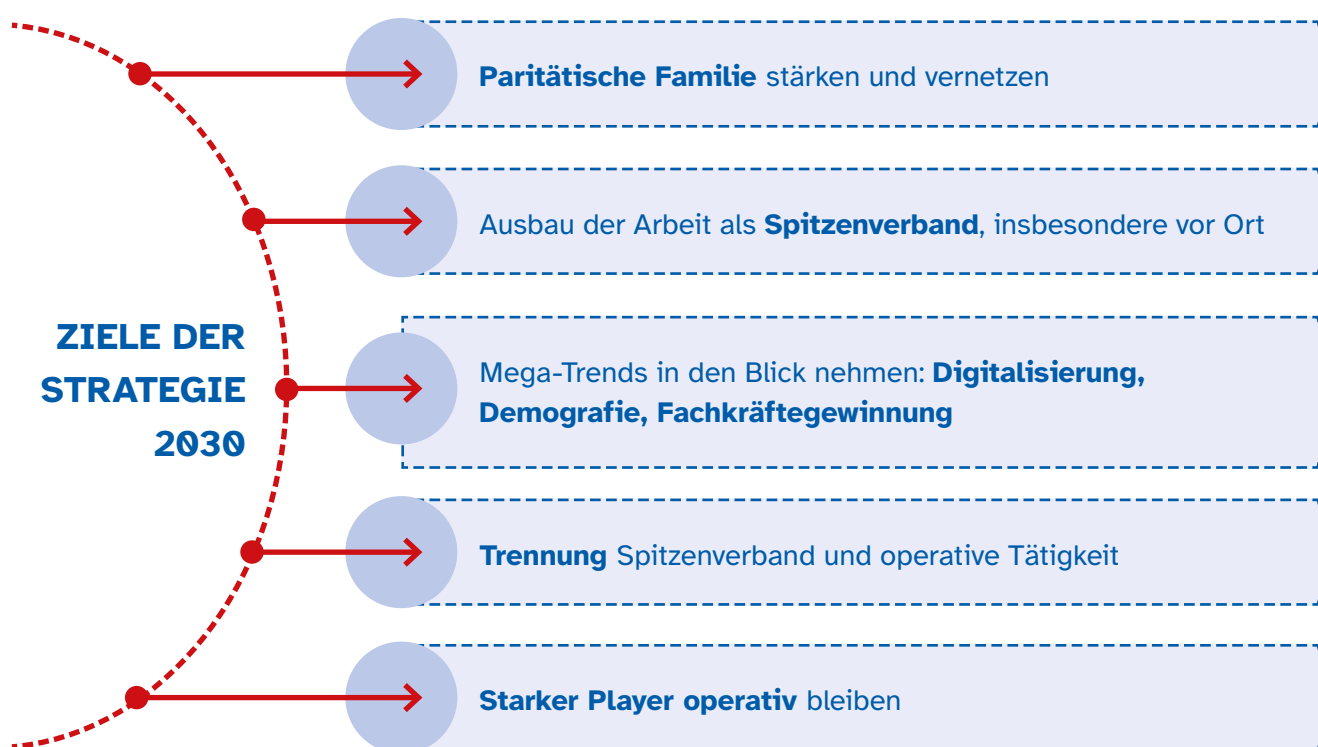 Paritätische Familie stärken und vernetzen
Ausbau der Arbeit als Spitzenverband, insbesondere vor Ort
ZIELE DER
STRATEGIE
2030
Mega-Trends in den Blick nehmen: Digitalisierung,
Demografie, Fachkräftegewinnung
Trennung Spitzenverband und operative Tätigkeit
Starker Player operativ bleiben